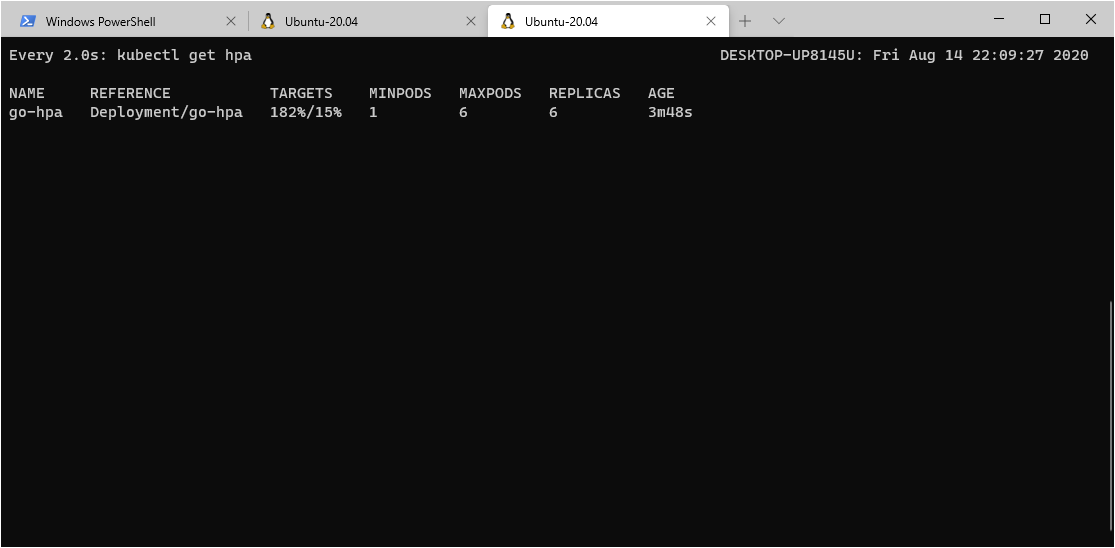 Windows PowerShell Ubuntu-20.04 Ubuntu-20.04
Every 2.0s: kubectl get hpa DESKTOP-UP8145U: Fri Aug 14 22:09:27 2020
NAME REFERENCE TARGETS MINPODS MAXPODS REPLICAS AGE
go-hpa Deployment/go-hpa 182%/15% 1 6 6 3m48s